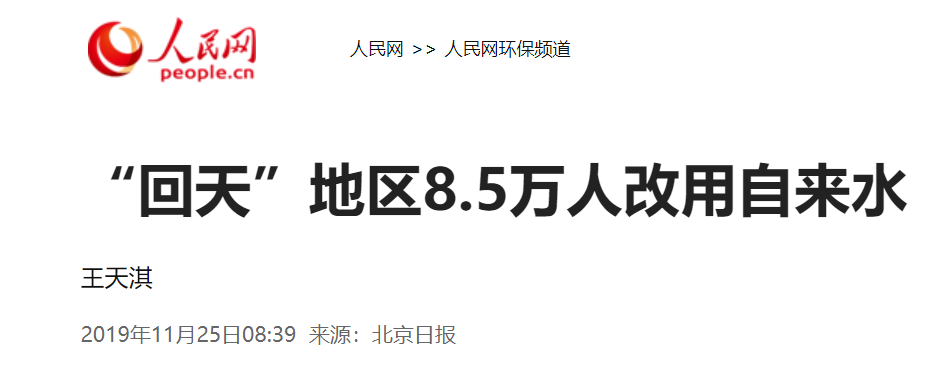 人民网
people.cn
人民网 >> 人民网环保频道
“回天”地区8.5万人改用自来水
王天淇
2019年11月25日08:39 来源：北京日报